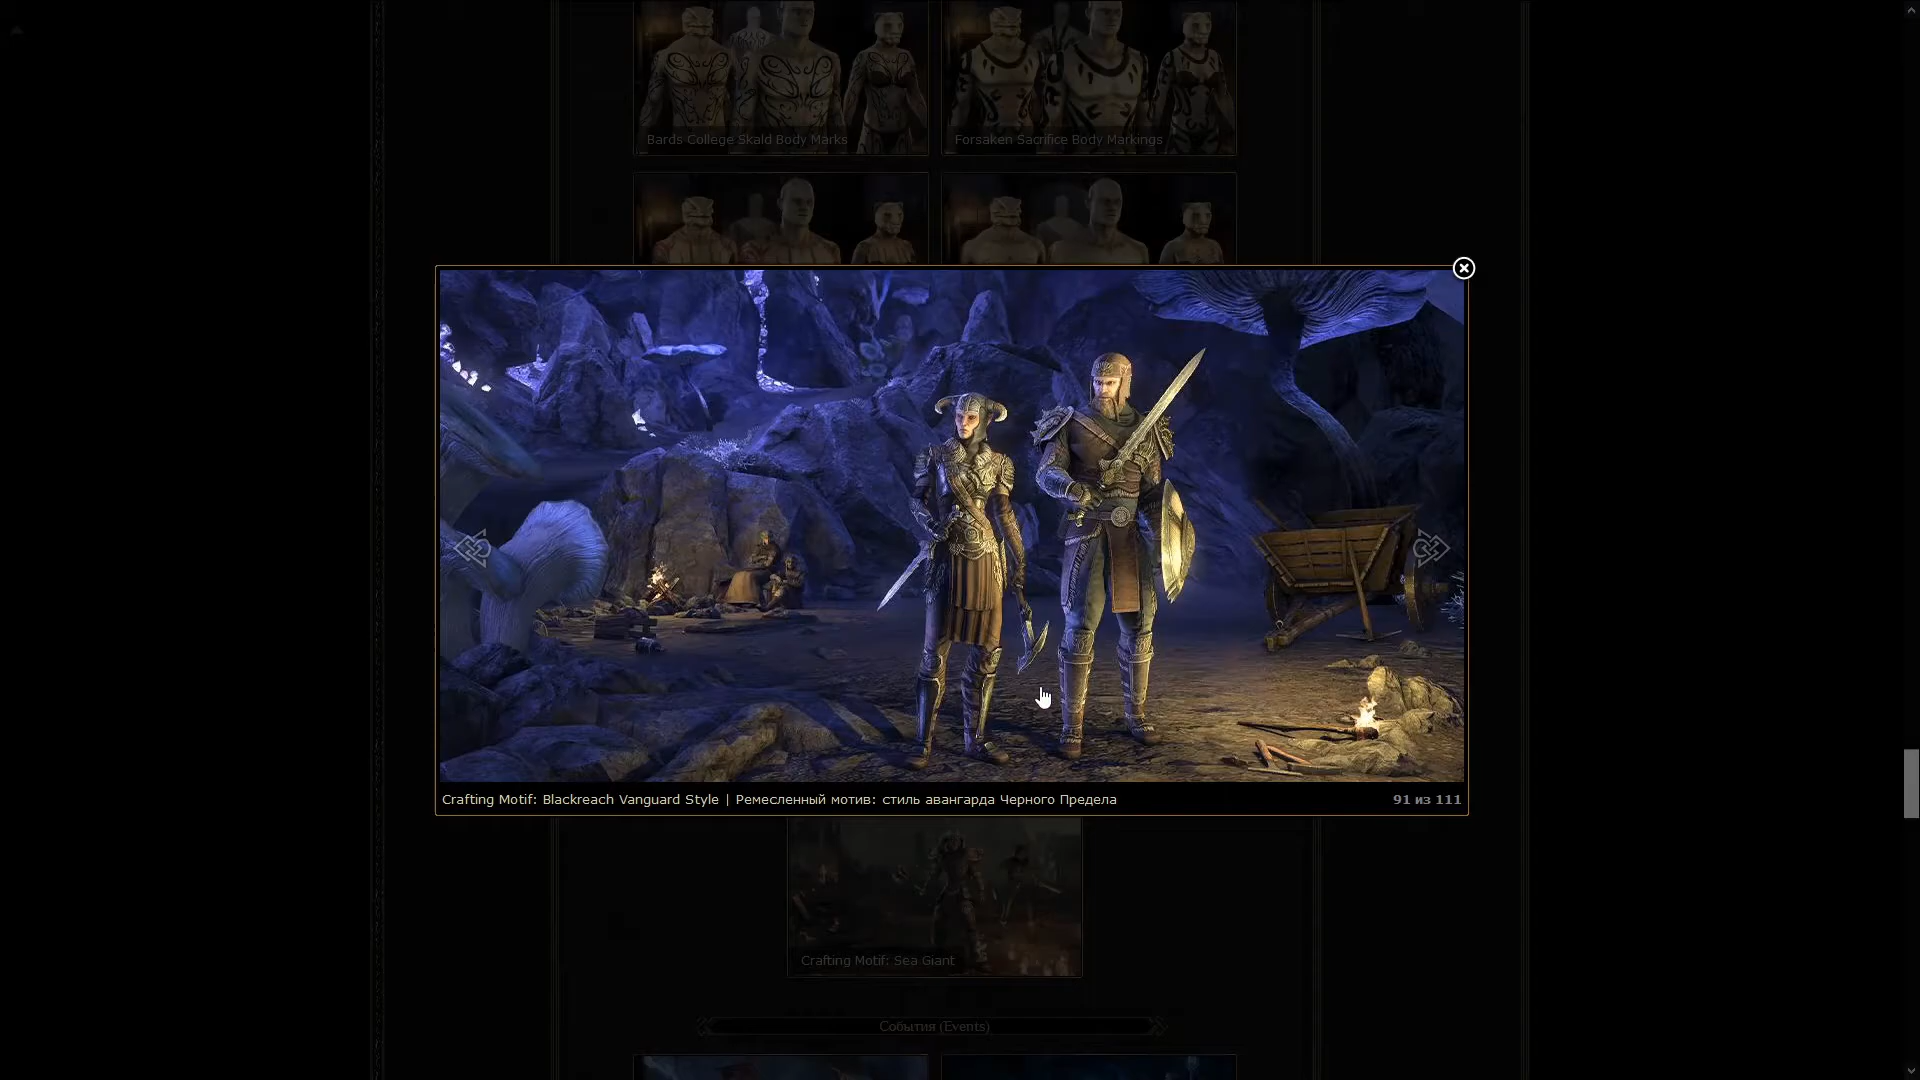 Bards College Skald Body Marks
Forsaken Sacrifice Body Markings
Crafting Motif: Blackreach Vanguard Style | Ремесленный мотив: стиль авангарда Черного Предела
91 из 111
Crafting Motif: Sea Giant
События (Events)